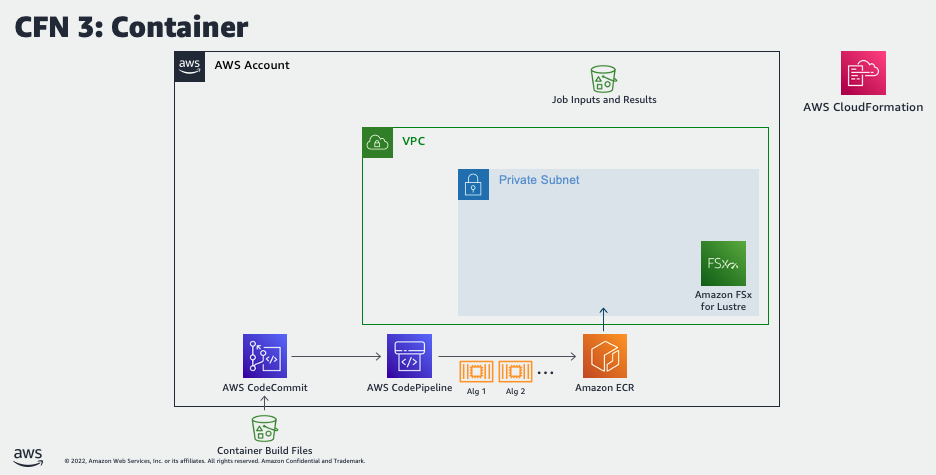 CFN 3: Container
aws
AWS Account
Job Inputs and Results
AWS CloudFormation
VPC
Private Subnet
FSx
Amazon FSx
for Lustre
AWS CodeCommit
AWS CodePipeline
Alg 1
Alg 2
...
Amazon ECR
Container Build Files
aws
© 2022, Amazon Web Services, Inc. or its affiliates. All rights reserved. Amazon Confidential and Trademark.